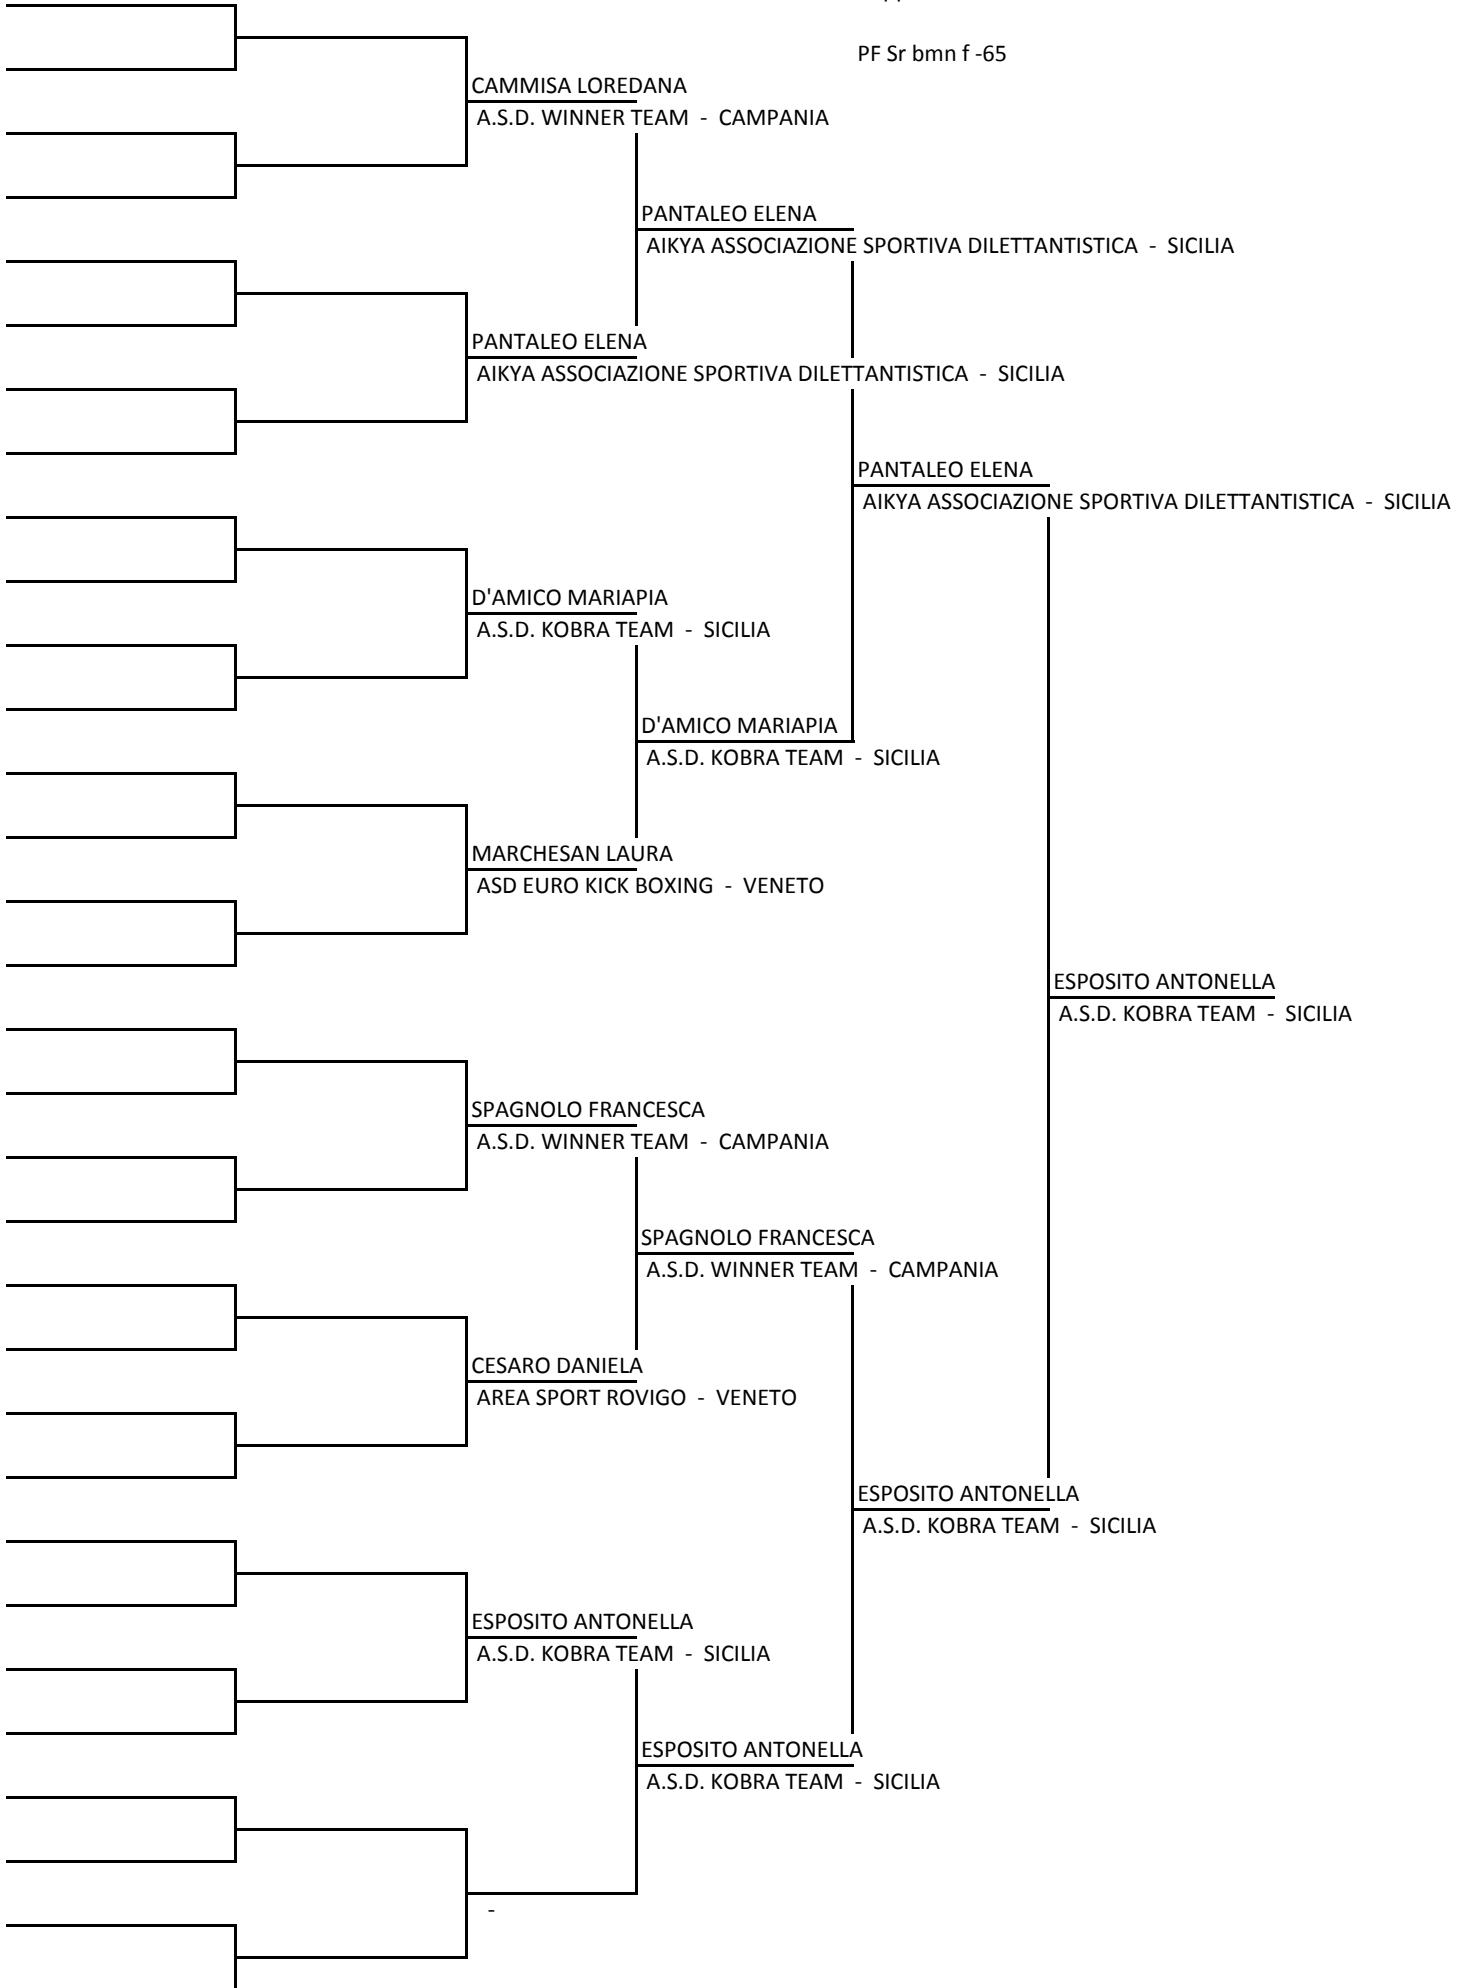 PF Sr bmn f -65
CAMMISA LOREDANA
A.S.D. WINNER TEAM - CAMPANIA
PANTALEO ELENA
AIKYA ASSOCIAZIONE SPORTIVA DILETTANTISTICA - SICILIA
PANTALEO ELENA
AIKYA ASSOCIAZIONE SPORTIVA DILETTANTISTICA - SICILIA
PANTALEO ELENA
AIKYA ASSOCIAZIONE SPORTIVA DILETTANTISTICA - SICILIA
D'AMICO MARIAPIA
A.S.D. KOBRA TEAM - SICILIA
D'AMICO MARIAPIA
A.S.D. KOBRA TEAM - SICILIA
MARCHESAN LAURA
ASD EURO KICK BOXING - VENETO
ESPOSITO ANTONELLA
A.S.D. KOBRA TEAM - SICILIA
SPAGNOLO FRANCESCA
A.S.D. WINNER TEAM - CAMPANIA
SPAGNOLO FRANCESCA
A.S.D. WINNER TEAM - CAMPANIA
CESARO DANIELA
AREA SPORT ROVIGO - VENETO
ESPOSITO ANTONELLA
A.S.D. KOBRA TEAM - SICILIA
ESPOSITO ANTONELLA
A.S.D. KOBRA TEAM - SICILIA
ESPOSITO ANTONELLA
A.S.D. KOBRA TEAM - SICILIA
-